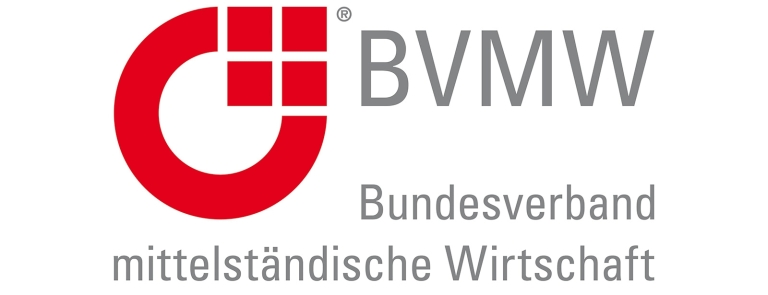 ® BVMW
Bundesverband
mittelständische Wirtschaft